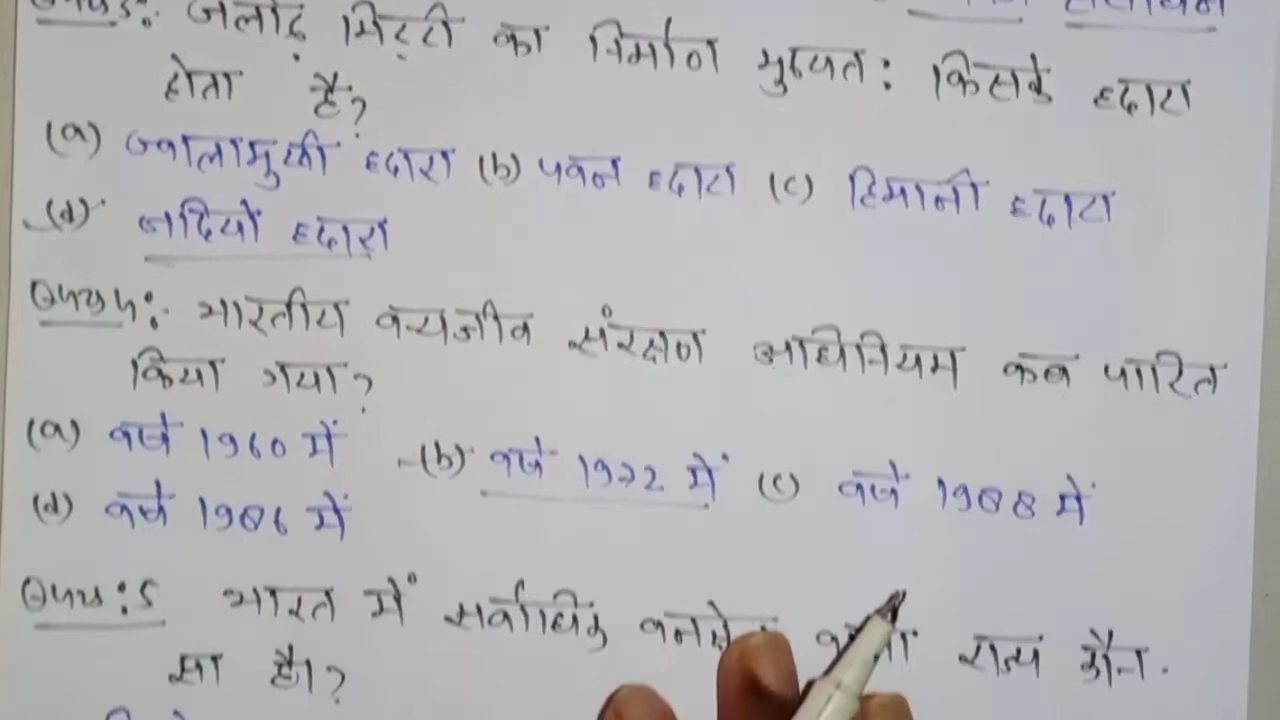 जलोढ़ मिट्टी का निर्माण मुख्यत: किसके द्वारा
होता है?
(a) ज्वालामुखी द्वारा (b) पवन द्वारा (c) हिमानी द्वारा
(d) नदियों द्वारा
Ques4: भारतीय वन्यजीव संरक्षण अधिनियम कब पारित
किया गया?
(a) वर्ष 1960 में (b) वर्ष 1972 में (c) वर्ष 1988 में
(d) वर्ष 1986 में
Ques:5 भारत में सर्वाधिक राज्य कौन
सा है?